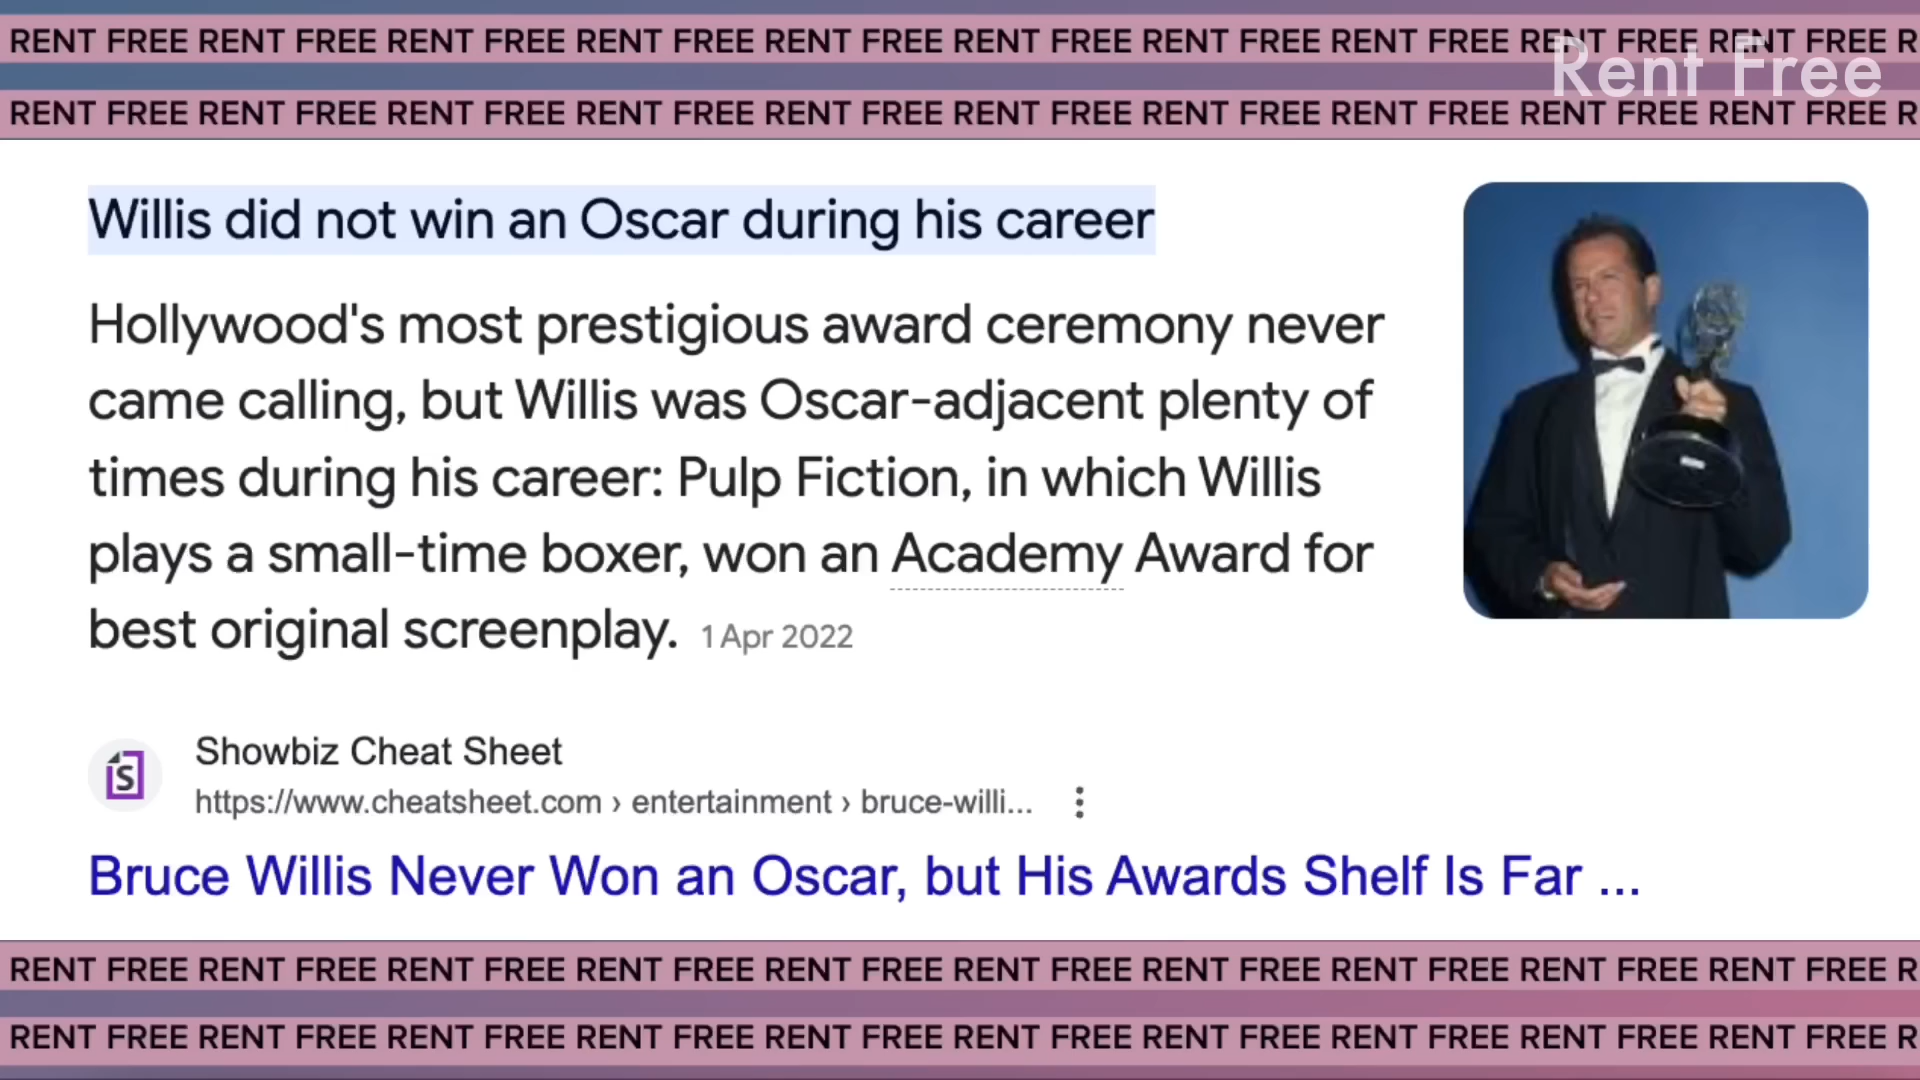 RENT FREE RENT FREE RENT FREE RENT FREE RENT FREE RENT FREE RENT FREE RENT FREE RENT FREE RENT FREE R
Rent Free
RENT FREE RENT FREE RENT FREE RENT FREE RENT FREE RENT FREE RENT FREE RENT FREE RENT FREE RENT FREE R
Willis did not win an Oscar during his career
Hollywood's most prestigious award ceremony never
came calling, but Willis was Oscar-adjacent plenty of
times during his career: Pulp Fiction, in which Willis
plays a small-time boxer, won an Academy Award for
best original screenplay. 1 Apr 2022
S
Showbiz Cheat Sheet
https://www.cheatsheet.com › entertainment › bruce-willi...
Bruce Willis Never Won an Oscar, but His Awards Shelf Is Far ...
RENT FREE RENT FREE RENT FREE RENT FREE RENT FREE RENT FREE RENT FREE RENT FREE RENT FREE RENT FREE R
RENT FREE RENT FREE RENT FREE RENT FREE RENT FREE RENT FREE RENT FREE RENT FREE RENT FREE RENT FREE R